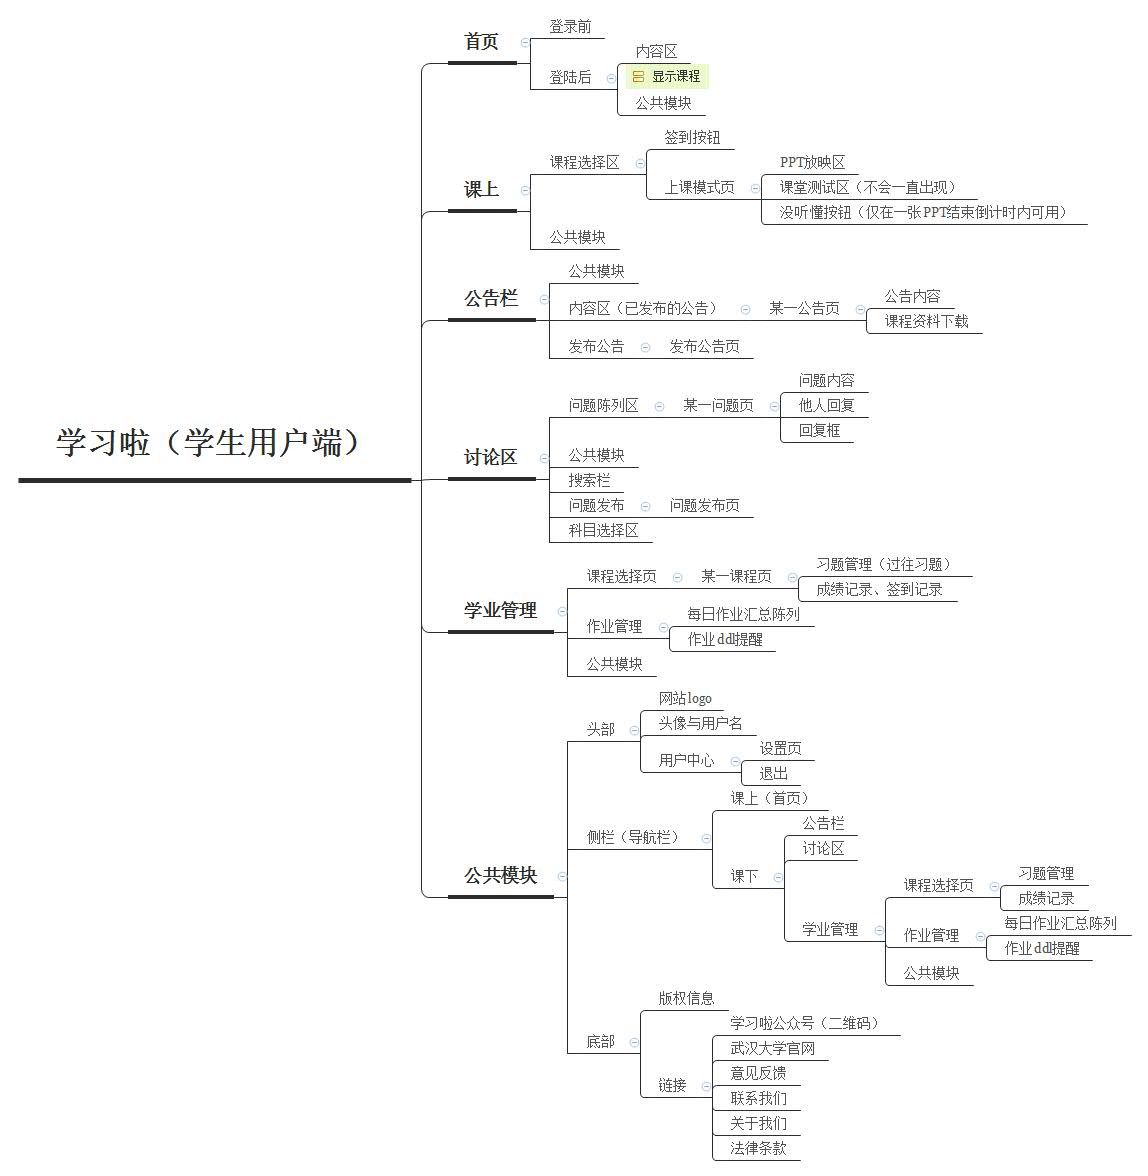 学习啦（学生用户端）
首页
登录前
登陆后
内容区
显示课程
公共模块
课上
课程选择区
签到按钮
上课模式页
PPT放映区
课堂测试区（不会一直出现）
没听懂按钮（仅在一张PPT结束倒计时内可用）
公共模块
公告栏
公共模块
内容区（已发布的公告）
某一公告页
公告内容
课程资料下载
发布公告
发布公告页
讨论区
问题陈列区
某一问题页
问题内容
他人回复
回复框
公共模块
搜索栏
问题发布
问题发布页
科目选择区
学业管理
课程选择页
某一课程页
习题管理（过往习题）
成绩记录、签到记录
作业管理
每日作业汇总陈列
作业ddl提醒
公共模块
公共模块
头部
网站logo
头像与用户名
用户中心
设置页
退出
侧栏（导航栏）
课上（首页）
课下
公告栏
讨论区
学业管理
课程选择页
习题管理
成绩记录
作业管理
每日作业汇总陈列
作业ddl提醒
公共模块
底部
版权信息
链接
学习啦公众号（二维码）
武汉大学官网
意见反馈
联系我们
关于我们
法律条款